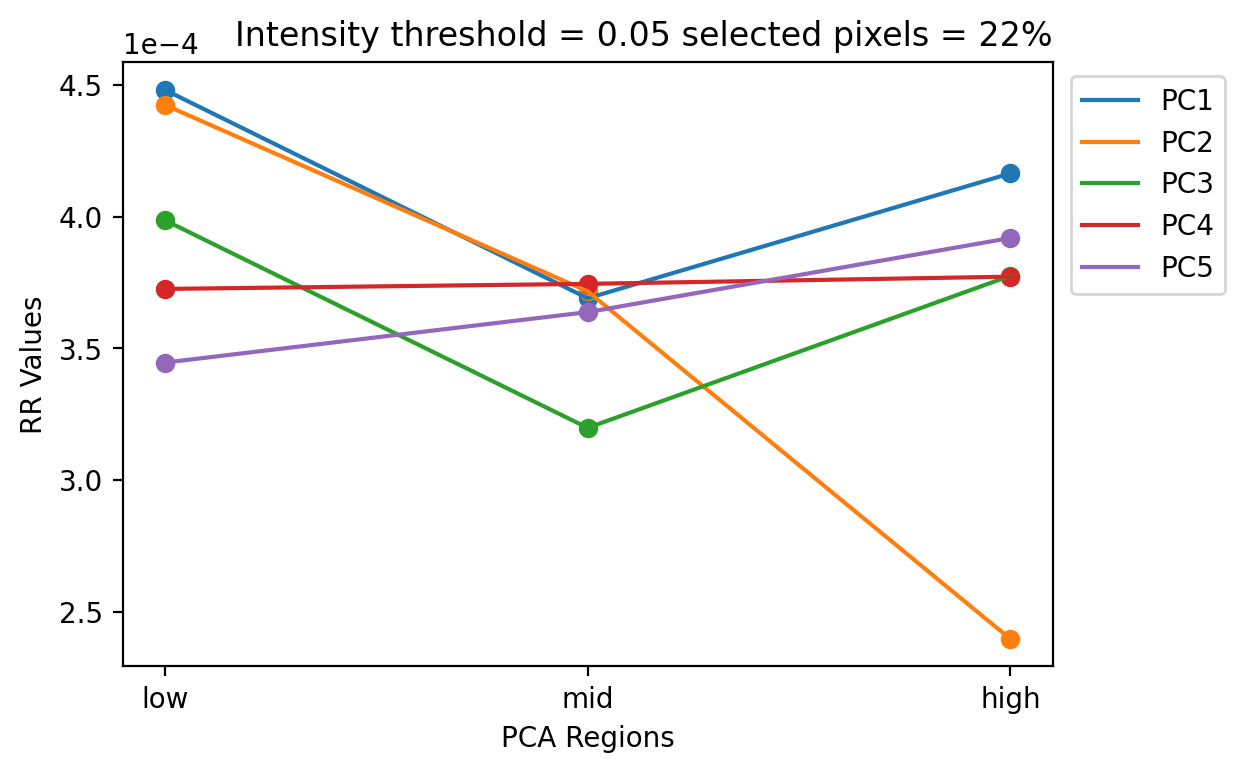 Intensity threshold = 0.05 selected pixels = 22%
1e−4
4.5
4.0
3.5
3.0
2.5
RR Values
low mid high
PCA Regions
PC1
PC2
PC3
PC4
PC5